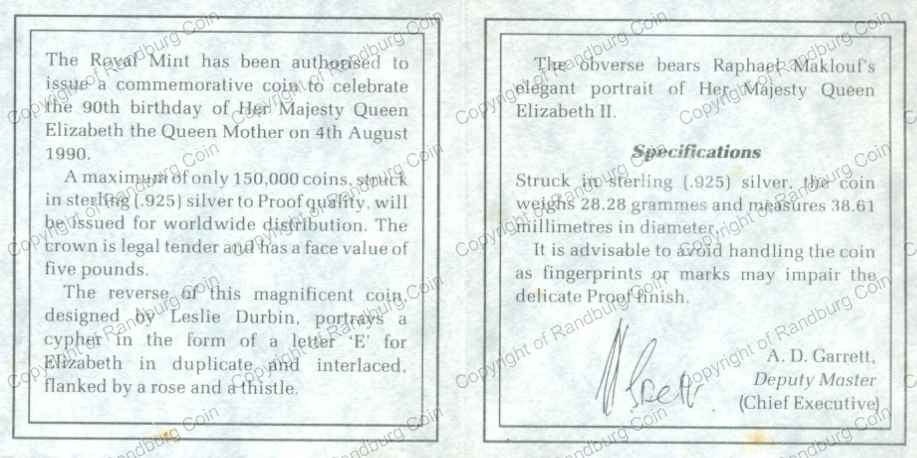 The Royal Mint has been authorised to
issue a commemorative coin to celebrate
the 90th birthday of Her Majesty Queen
Elizabeth the Queen Mother on 4th August
1990.
A maximum of only 150,000 coins, struck
in sterling (.925) silver to Proof quality, will
be issued for worldwide distribution. The
crown is legal tender and has a face value of
five pounds.
The reverse of this magnificent coin,
designed by Leslie Durbin, portrays a
cypher in the form of a letter 'E' for
Elizabeth in duplicate and interlaced,
flanked by a rose and a thistle.
The obverse bears Raphael Maklouf's
elegant portrait of Her Majesty Queen
Elizabeth II.
Specifications
Struck in sterling (.925) silver, the coin
weighs 28.28 grammes and measures 38.61
millimetres in diameter.
It is advisable to avoid handling the coin
as fingerprints or marks may impair the
delicate Proof finish.
A. D. Garrett,
Deputy Master
(Chief Executive)
Copyright of Randburg Coin